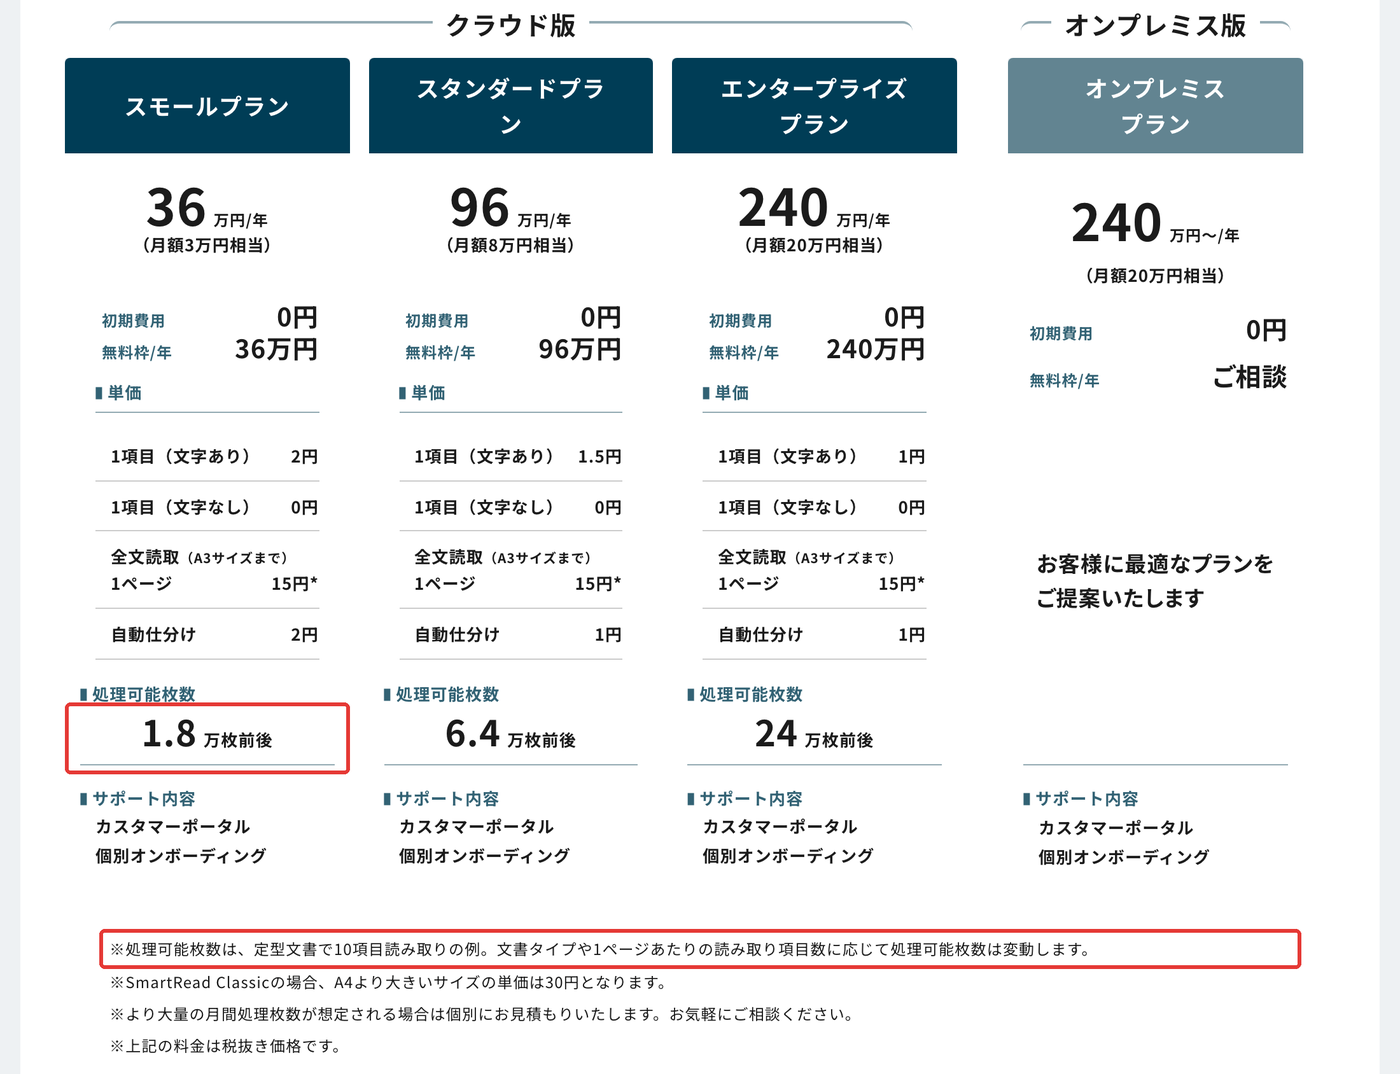 クラウド版
オンプレミス版
スモールプラン
スタンダードプラ
ン
エンタープライズ
プラン
オンプレミス
プラン
36 万円/年
（月額3万円相当）
初期費用 0円
無料枠/年 36万円
単価
1項目（文字あり） 2円
1項目（文字なし） 0円
全文読取（A3サイズまで）
1ページ 15円*
自動仕分け 2円
処理可能枚数
1.8 万枚前後
サポート内容
カスタマーポータル
個別オンボーディング
96 万円/年
（月額8万円相当）
初期費用 0円
無料枠/年 96万円
単価
1項目（文字あり） 1.5円
1項目（文字なし） 0円
全文読取（A3サイズまで）
1ページ 15円*
自動仕分け 1円
処理可能枚数
6.4 万枚前後
サポート内容
カスタマーポータル
個別オンボーディング
240 万円/年
（月額20万円相当）
初期費用 0円
無料枠/年 240万円
単価
1項目（文字あり） 1円
1項目（文字なし） 0円
全文読取（A3サイズまで）
1ページ 15円*
自動仕分け 1円
処理可能枚数
24 万枚前後
サポート内容
カスタマーポータル
個別オンボーディング
240 万円〜/年
（月額20万円相当）
初期費用 0円
無料枠/年 ご相談
お客様に最適なプランを
ご提案いたします
サポート内容
カスタマーポータル
個別オンボーディング
※処理可能枚数は、定型文書で10項目読み取りの例。文書タイプや1ページあたりの読み取り項目数に応じて処理可能枚数は変動します。
※SmartRead Classicの場合、A4より大きいサイズの単価は30円となります。
※より大量の月間処理枚数が想定される場合は個別にお見積もりいたします。お気軽にご相談ください。
※上記の料金は税抜き価格です。